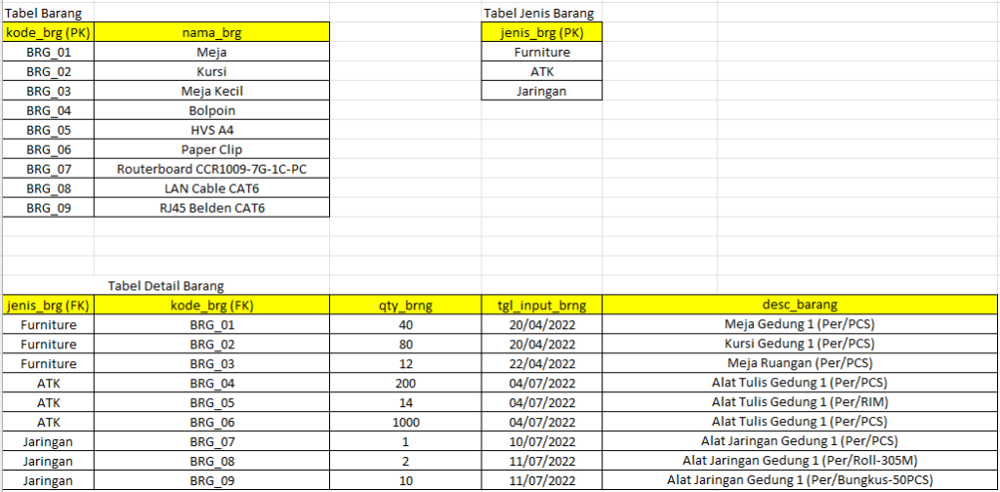 Tabel Barang Tabel Jenis Barang
kode_brg (PK) nama_brg jenis_brg (PK)
BRG_01 Meja Furniture
BRG_02 Kursi ATK
BRG_03 Meja Kecil Jaringan
BRG_04 Bolpoin
BRG_05 HVS A4
BRG_06 Paper Clip
BRG_07 Routerboard CCR1009-7G-1C-PC
BRG_08 LAN Cable CAT6
BRG_09 RJ45 Belden CAT6
Tabel Detail Barang
jenis_brg (FK) kode_brg (FK) qty_brng tgl_input_brng desc_barang
Furniture BRG_01 40 20/04/2022 Meja Gedung 1 (Per/PCS)
Furniture BRG_02 80 20/04/2022 Kursi Gedung 1 (Per/PCS)
Furniture BRG_03 12 22/04/2022 Meja Ruangan (Per/PCS)
ATK BRG_04 200 04/07/2022 Alat Tulis Gedung 1 (Per/PCS)
ATK BRG_05 14 04/07/2022 Alat Tulis Gedung 1 (Per/RIM)
ATK BRG_06 1000 04/07/2022 Alat Tulis Gedung 1 (Per/PCS)
Jaringan BRG_07 1 10/07/2022 Alat Jaringan Gedung 1 (Per/PCS)
Jaringan BRG_08 2 11/07/2022 Alat Jaringan Gedung 1 (Per/Roll-305M)
Jaringan BRG_09 10 11/07/2022 Alat Jaringan Gedung 1 (Per/Bungkus-50PCS)